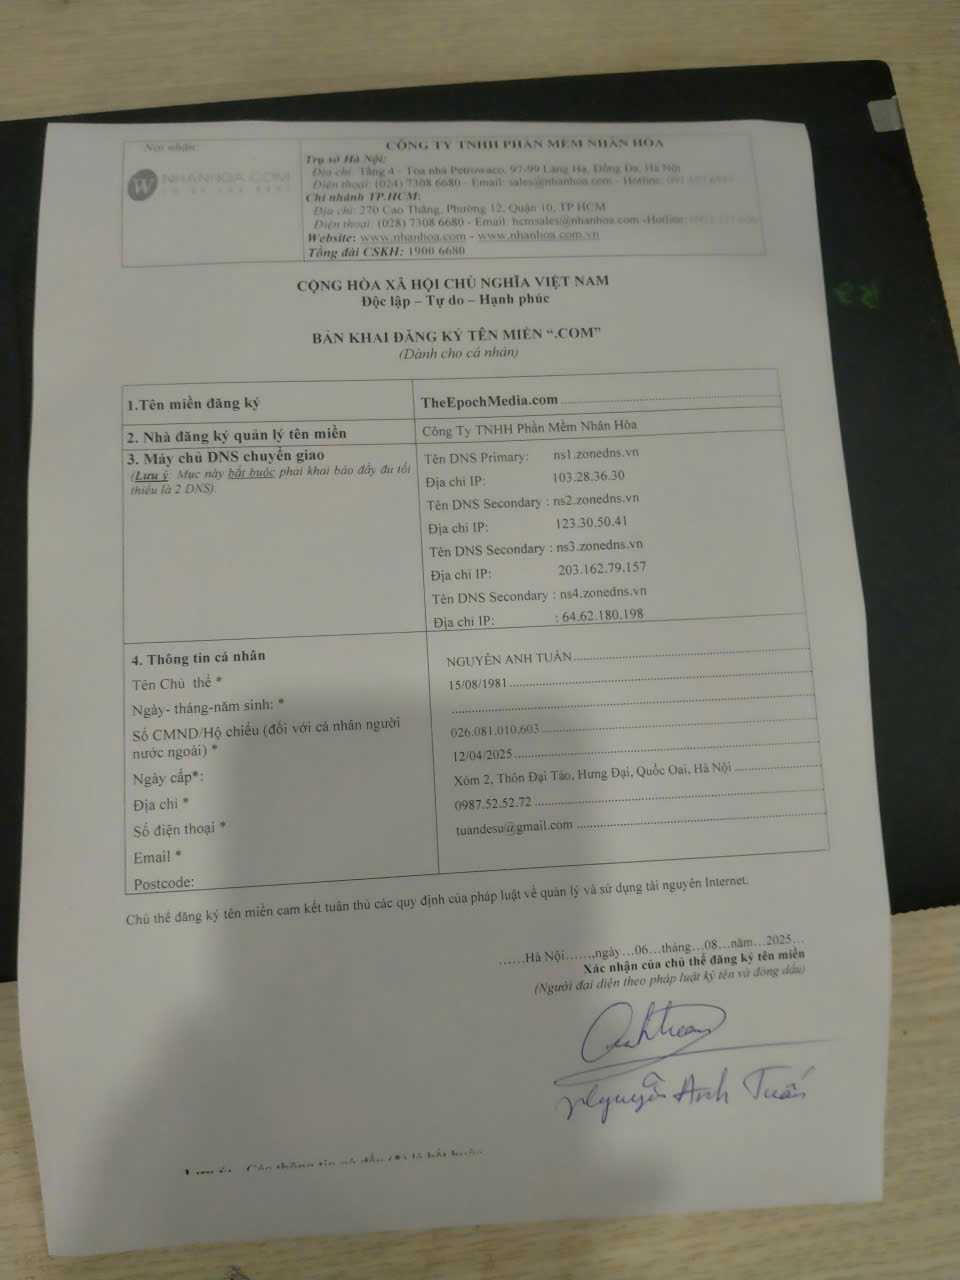 Nơi nhận:
NHANHOA.COM
CÔNG TY TNHH PHẦN MỀM NHÂN HÒA
Trụ sở Hà Nội:
Địa chỉ: Tầng 4 - Tòa nhà Petrowaco, 97-99 Láng Hạ, Đống Đa, Hà Nội
Điện thoại: (024) 7308 6680 - Email: sales@nhanhoa.com - Hotline:
Chi nhánh TP.HCM:
Địa chỉ: 270 Cao Thắng, Phường 12, Quận 10, TP HCM
Điện thoại: (028) 7308 6680 - Email: hcmsales@nhanhoa.com -Hotline:
Website: www.nhanhoa.com - www.nhanhoa.com.vn
Tổng đài CSKH: 1900 6680
CỘNG HÒA XÃ HỘI CHỦ NGHĨA VIỆT NAM
Độc lập – Tự do – Hạnh phúc
BẢN KHAI ĐĂNG KÝ TÊN MIỀN “.COM”
(Dành cho cá nhân)
1.Tên miền đăng ký
TheEpochMedia.com
2. Nhà đăng ký quản lý tên miền
Công Ty TNHH Phần Mềm Nhân Hòa
3. Máy chủ DNS chuyển giao
(Lưu ý: Mục này bắt buộc phải khai báo đầy đủ tối
thiểu là 2 DNS).
Tên DNS Primary: ns1.zonedns.vn
Địa chỉ IP: 103.28.36.30
Tên DNS Secondary : ns2.zonedns.vn
Địa chỉ IP: 123.30.50.41
Tên DNS Secondary : ns3.zonedns.vn
Địa chỉ IP: 203.162.79.157
Tên DNS Secondary : ns4.zonedns.vn
Địa chỉ IP: : 64.62.180.198
4. Thông tin cá nhân
Tên Chủ thể *
Ngày- tháng-năm sinh: *
Số CMND/Hộ chiếu (đối với cá nhân người
nước ngoài) *
Ngày cấp*:
Địa chỉ *
Số điện thoại *
Email *
Postcode:
NGUYỄN ANH TUẤN
15/08/1981
026.081.010.603
12/04/2025
Xóm 2, Thôn Đại Tảo, Hưng Đại, Quốc Oai, Hà Nội
0987.52.52.72
tuandesu@gmail.com
Chủ thể đăng ký tên miền cam kết tuân thủ các quy định của pháp luật về quản lý và sử dụng tài nguyên Internet.
......Hà Nội......,ngày...06...tháng...08...năm...2025...
Xác nhận của chủ thể đăng ký tên miền
(Người đại diện theo pháp luật ký tên và đóng dấu)
Nguyễn Anh Tuấn